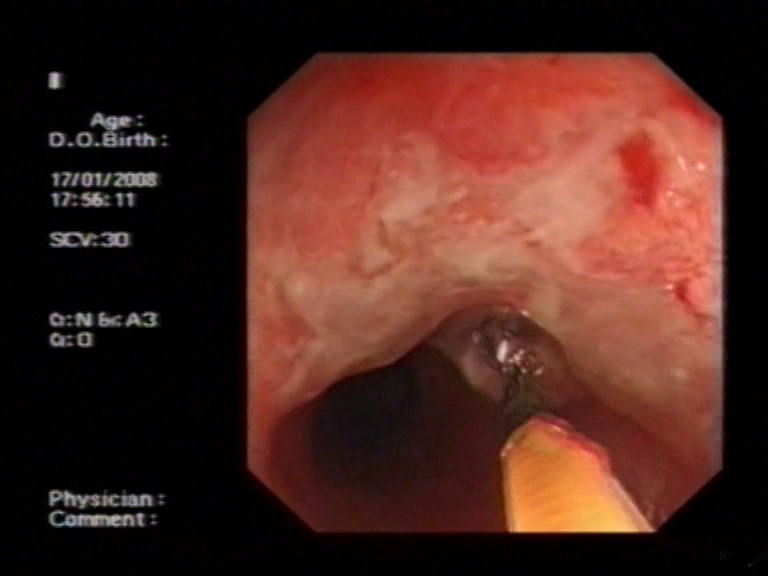 Age:
D.O.Birth:
17/01/2008
17:56:11
SCV:30
Physician:
Comment: